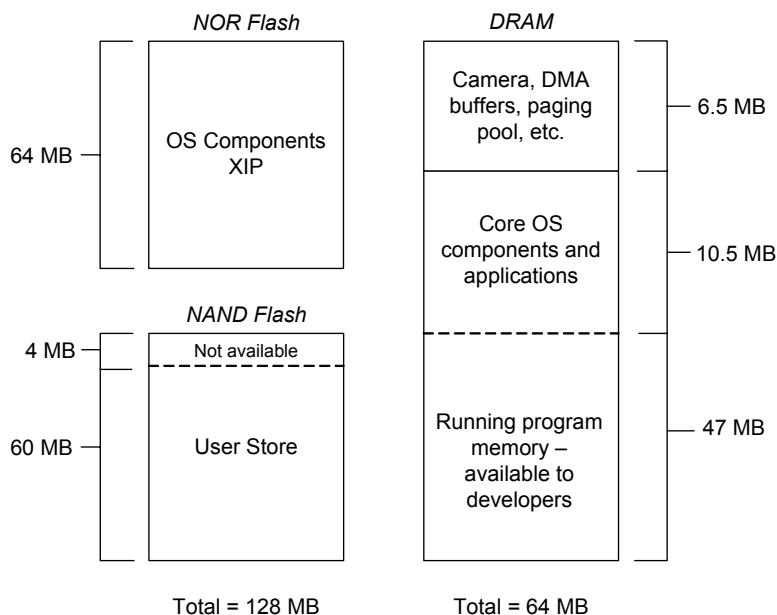 NOR Flash
64 MB
OS Components
XIP
NAND Flash
4 MB
Not available
60 MB
User Store
Total = 128 MB
DRAM
Camera, DMA
buffers, paging
pool, etc.
6.5 MB
Core OS
components and
applications
10.5 MB
Running program
memory –
available to
developers
47 MB
Total = 64 MB